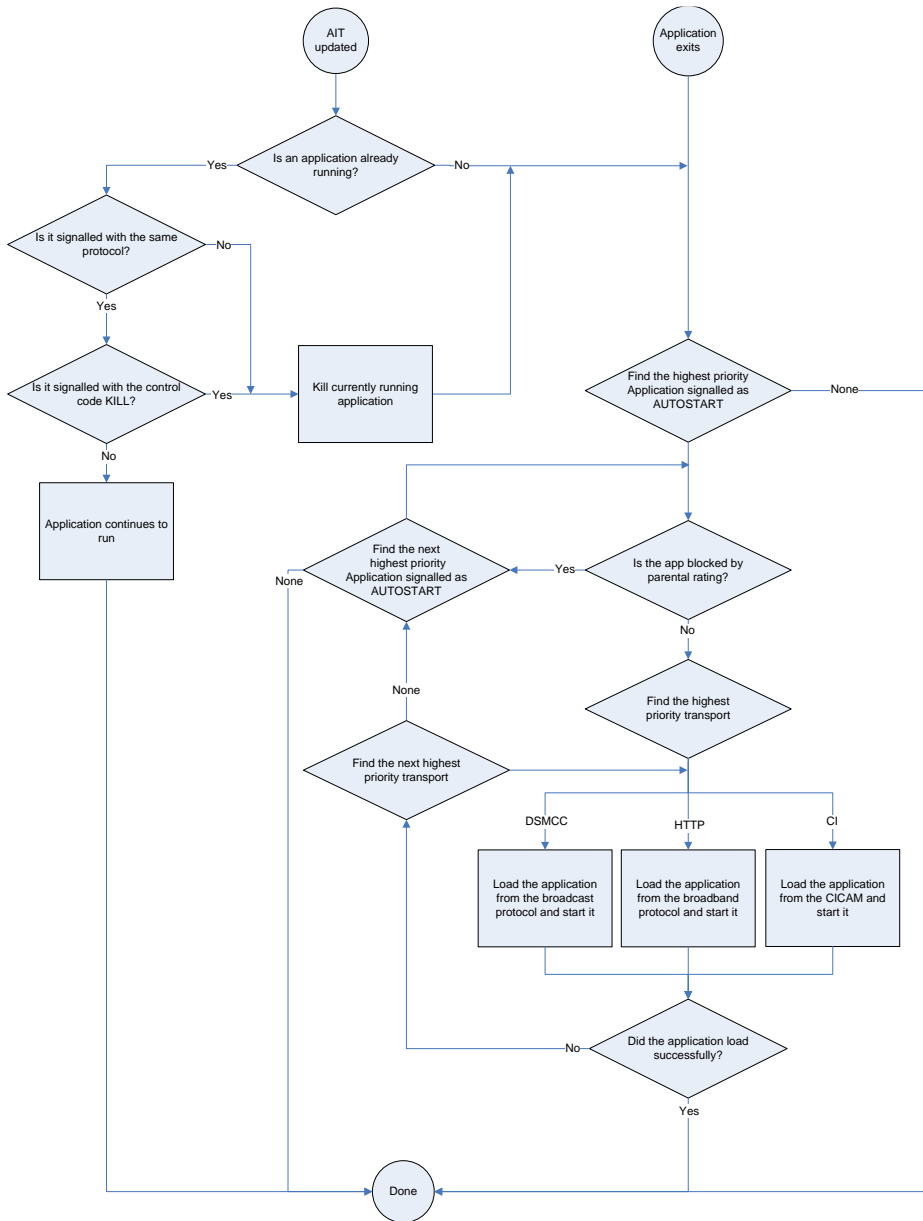 AIT
updated
Application
exits
Is an application already
running?
Yes
No
Is it signalled with the same
protocol?
No
Yes
Is it signalled with the control
code KILL?
Yes
Kill currently running
application
Find the highest priority
Application signalled as
AUTOSTART
None
No
Application continues to
run
Find the next
highest priority
Application signalled as
AUTOSTART
None
Yes
Is the app blocked by
parental rating?
No
None
Find the highest
priority transport
Find the next highest
priority transport
DSMCC
HTTP
CI
Load the application
from the broadcast
protocol and start it
Load the application
from the broadband
protocol and start it
Load the application
from the CICAM and
start it
No
Did the application load
successfully?
Yes
Done